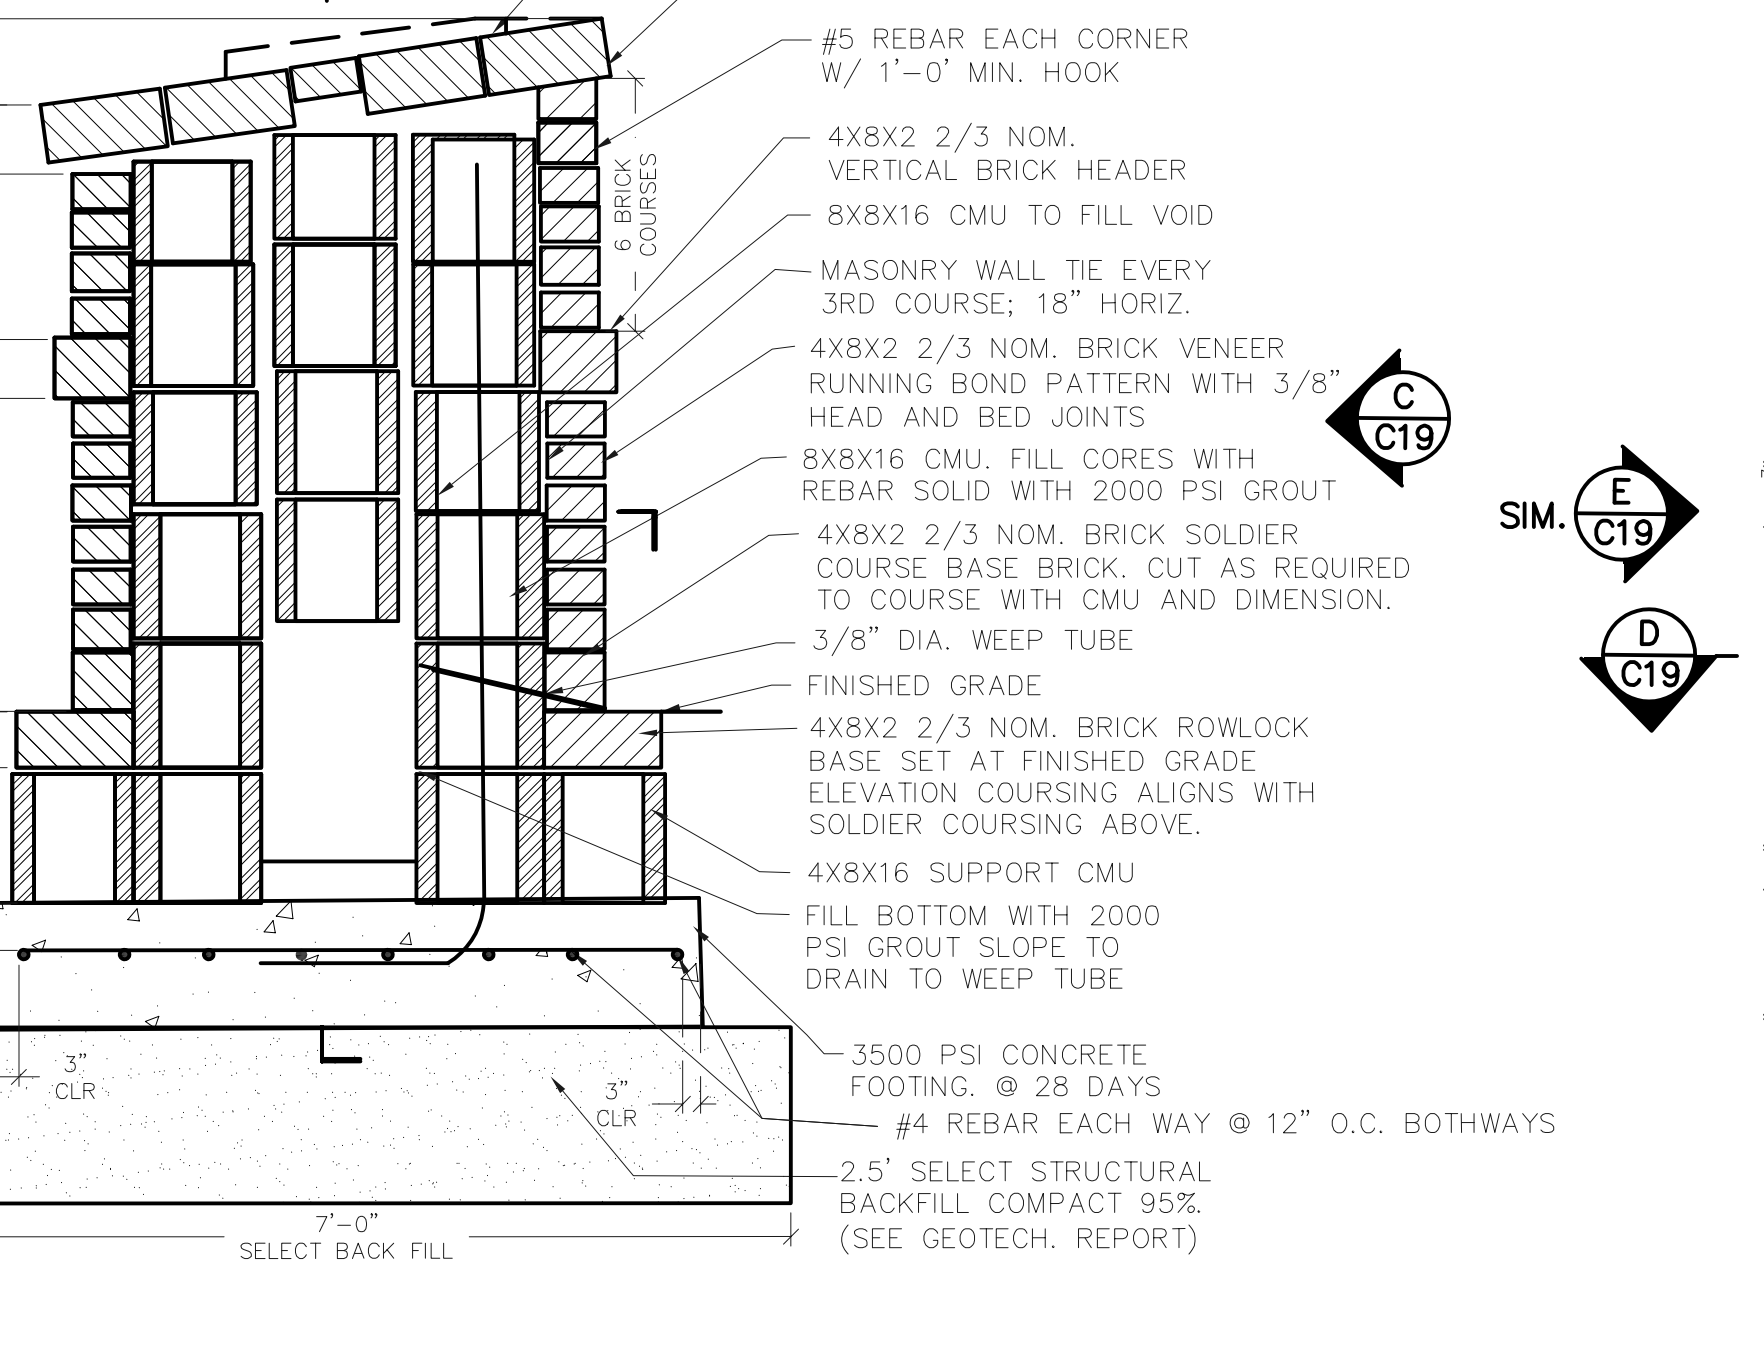 #5 REBAR EACH CORNER
W/ 1'-0' MIN. HOOK
4X8X2 2/3 NOM.
VERTICAL BRICK HEADER
8X8X16 CMU TO FILL VOID
6 BRICK
COURSES
MASONRY WALL TIE EVERY
3RD COURSE; 18" HORIZ.
4X8X2 2/3 NOM. BRICK VENEER
RUNNING BOND PATTERN WITH 3/8"
HEAD AND BED JOINTS
C
C19
8X8X16 CMU. FILL CORES WITH
REBAR SOLID WITH 2000 PSI GROUT
SIM.
E
C19
4X8X2 2/3 NOM. BRICK SOLDIER
COURSE BASE BRICK. CUT AS REQUIRED
TO COURSE WITH CMU AND DIMENSION.
3/8" DIA. WEEP TUBE
D
C19
FINISHED GRADE
4X8X2 2/3 NOM. BRICK ROWLOCK
BASE SET AT FINISHED GRADE
ELEVATION COURSING ALIGNS WITH
SOLDIER COURSING ABOVE.
4X8X16 SUPPORT CMU
FILL BOTTOM WITH 2000
PSI GROUT SLOPE TO
DRAIN TO WEEP TUBE
3500 PSI CONCRETE
FOOTING. @ 28 DAYS
3"
CLR
3"
CLR
#4 REBAR EACH WAY @ 12" O.C. BOTHWAYS
2.5' SELECT STRUCTURAL
BACKFILL COMPACT 95%.
(SEE GEOTECH. REPORT)
7'-0"
SELECT BACK FILL